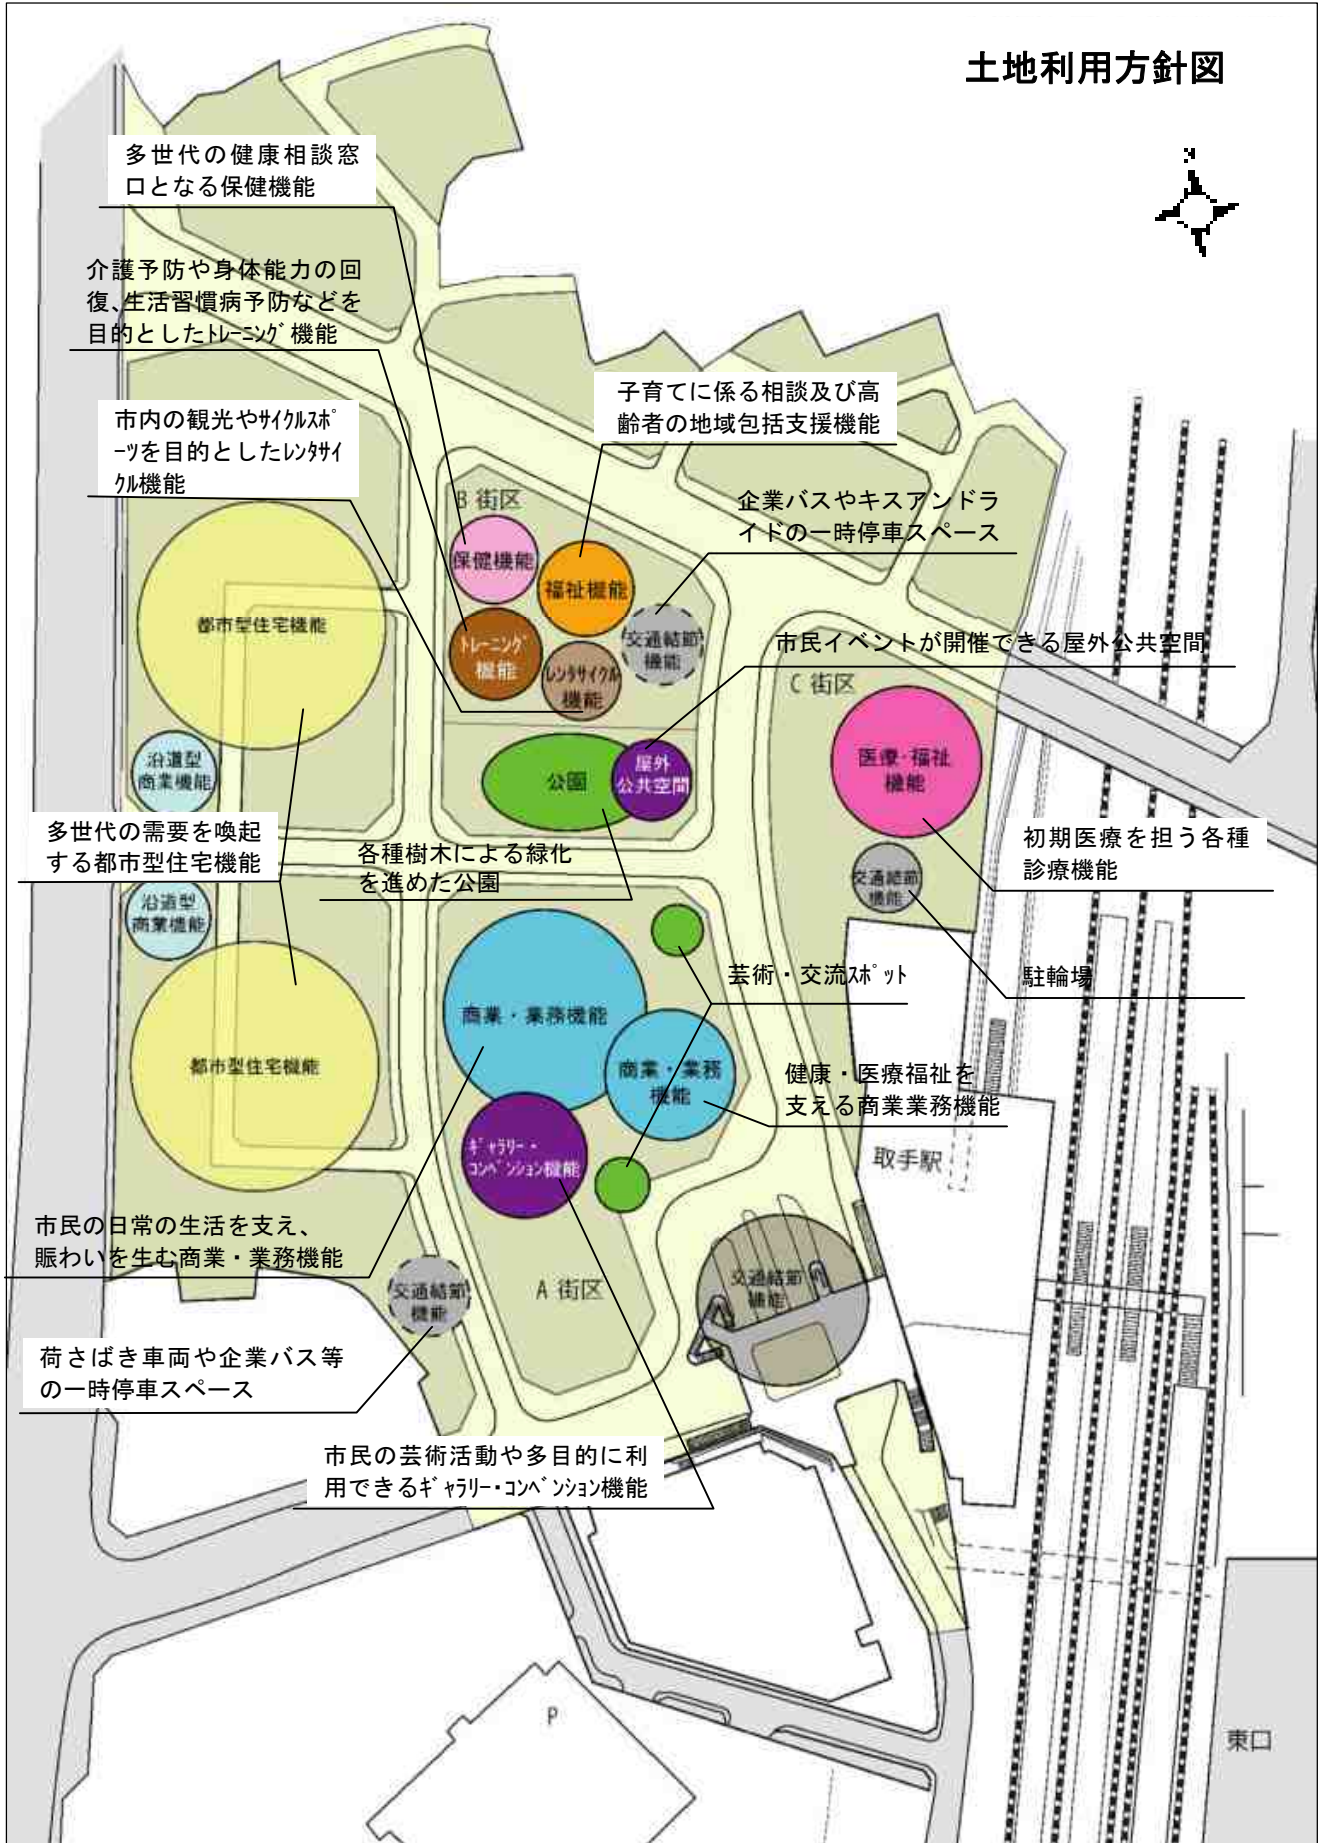 土地利用方針図
多世代の健康相談窓
口となる保健機能
介護予防や身体能力の回
復、生活習慣病予防などを
目的としたﾄﾚｰﾆﾝｸﾞ機能
市内の観光やｻｲｸﾙｽﾎﾟ
ｰﾂを目的としたﾚﾝﾀｻｲ
ｸﾙ機能
子育てに係る相談及び高
齢者の地域包括支援機能
企業バスやキスアンドラ
イドの一時停車スペース
B 街区
保健機能
福祉機能
都市型住宅機能
トレーニング
機能
レンタサイクル
機能
交通結節
機能
市民イベントが開催できる屋外公共空間
C 街区
医療・福祉
機能
沿道型
商業機能
公園
屋外
公共空間
多世代の需要を喚起
する都市型住宅機能
各種樹木による緑化
を進めた公園
初期医療を担う各種
診療機能
交通結節
機能
沿道型
商業機能
芸術・交流ｽﾎﾟｯﾄ
駐輪場
商業・業務機能
都市型住宅機能
商業・業務
機能
健康・医療福祉を
支える商業業務機能
ｷﾞｬﾗﾘｰ・
ｺﾝﾍﾞﾝｼｮﾝ機能
取手駅
市民の日常の生活を支え、
賑わいを生む商業・業務機能
交通結節
機能
A 街区
交通結節
機能
荷さばき車両や企業バス等
の一時停車スペース
市民の芸術活動や多目的に利
用できるｷﾞｬﾗﾘｰ・ｺﾝﾍﾞﾝｼｮﾝ機能
P
東口